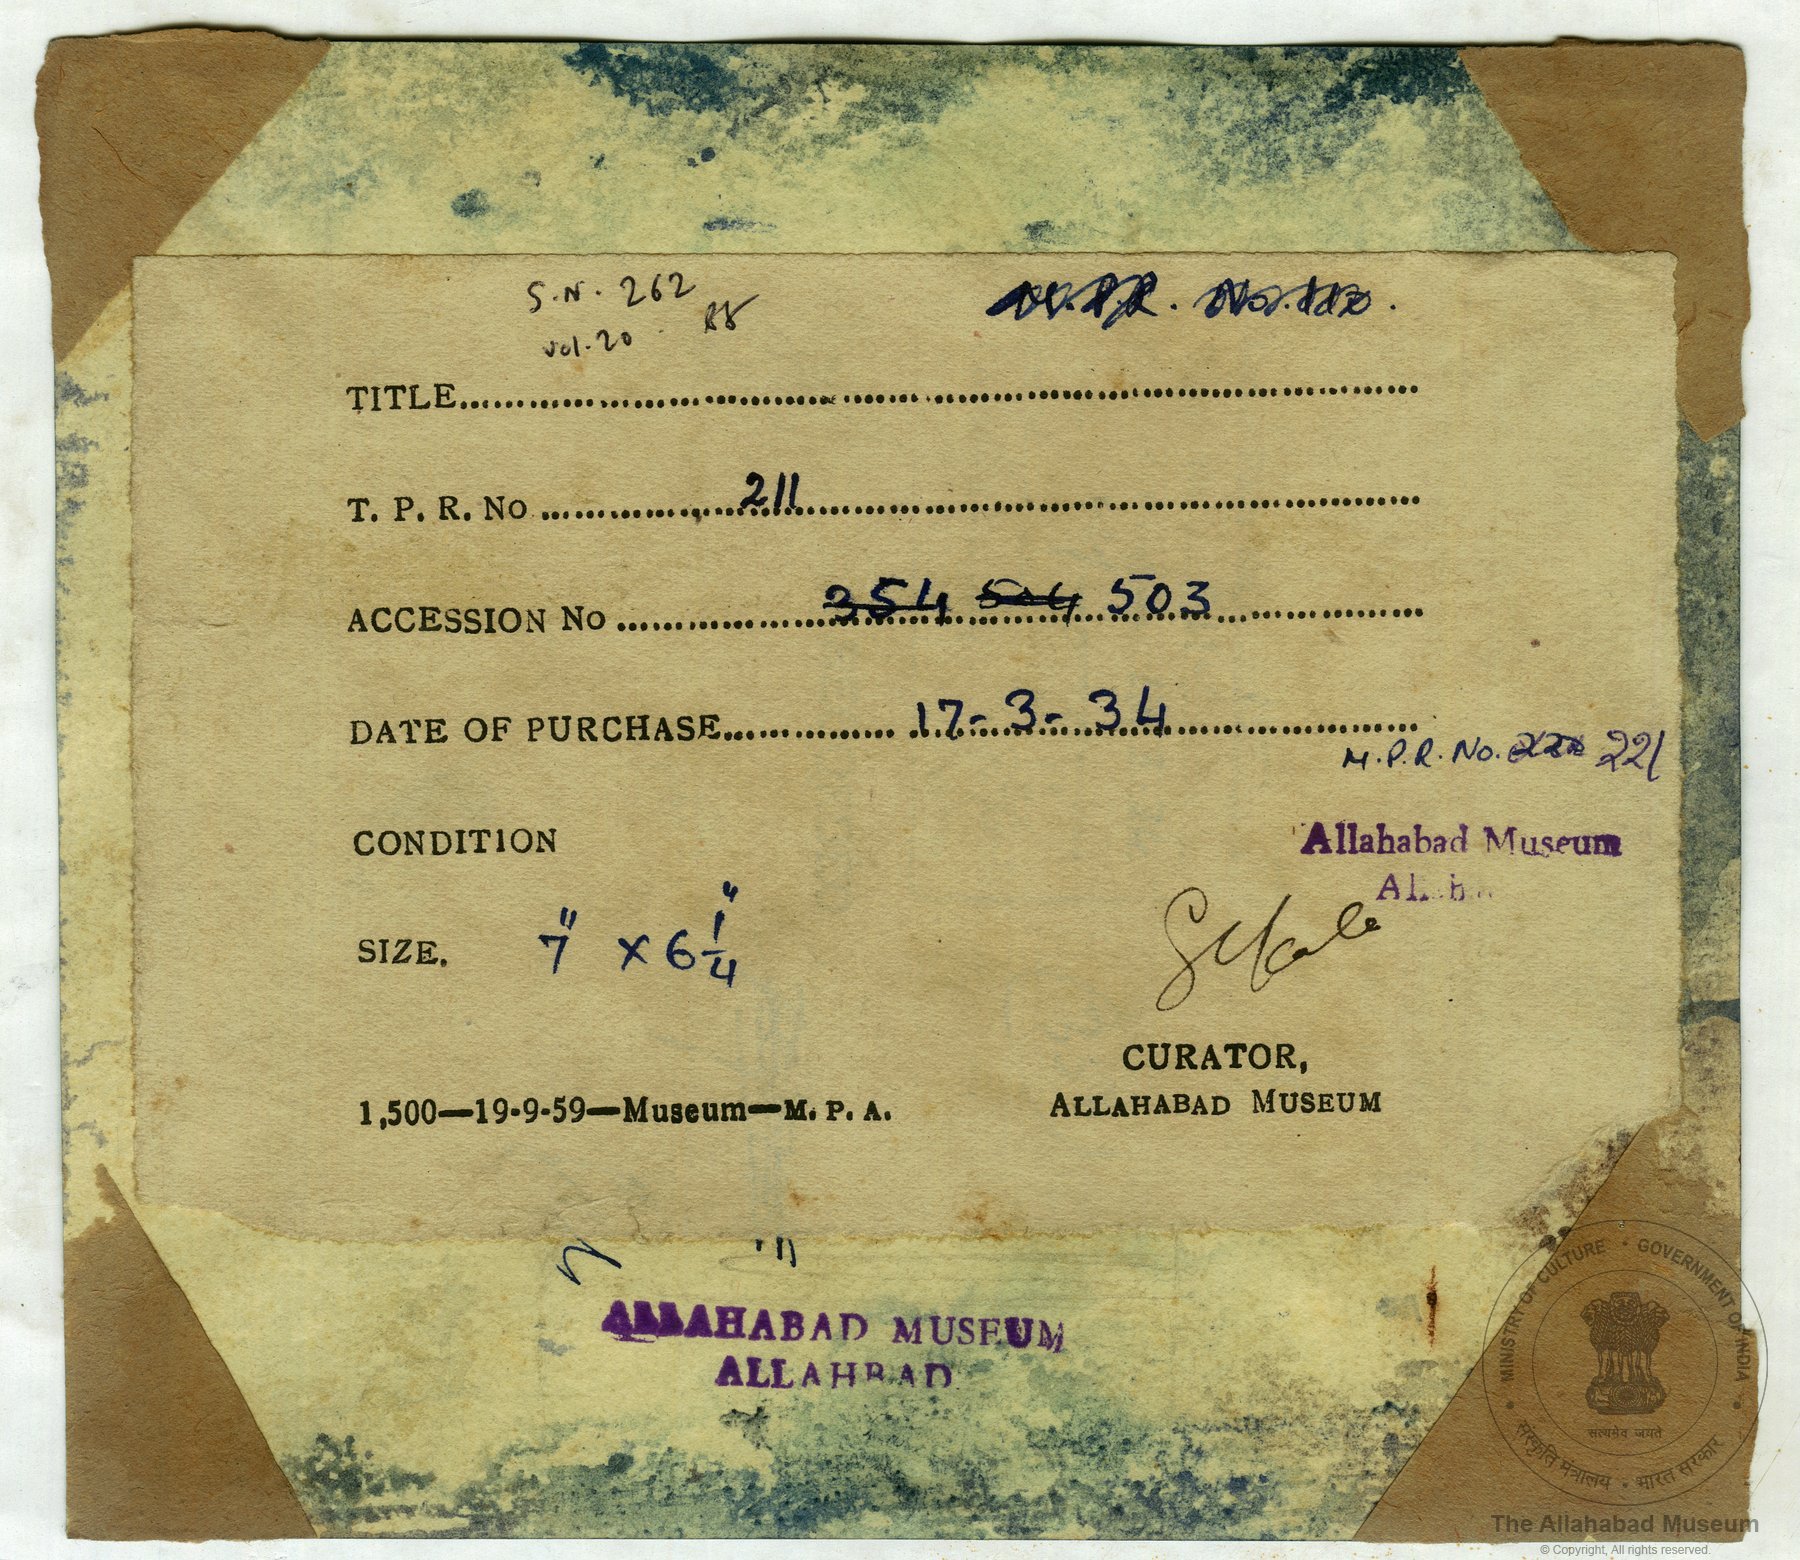 S.N. 262
Vol. 20
TITLE
T. P. R. No 211
ACCESSION No 354 504 503
DATE OF PURCHASE 17-3-34
M.P.R. No. 221
CONDITION
Allahabad Museum
SIZE. 7" x 6 1/4"
CURATOR,
1,500—19-9-59—Museum—M. P. A.
ALLAHABAD MUSEUM
ALLAHABAD MUSEUM
ALLAHBAD
MINISTRY OF CULTURE • GOVERNMENT OF INDIA
सत्यमेव जयते
संस्कृति मंत्रालय • भारत सरकार
The Allahabad Museum
© Copyright, All rights reserved.